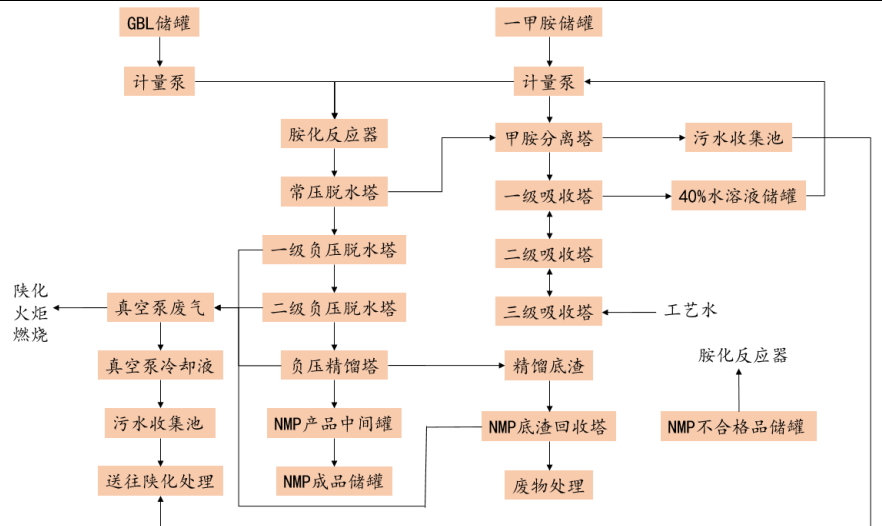 GBL储罐
一甲胺储罐
计量泵
计量泵
胺化反应器
甲胺分离塔
污水收集池
常压脱水塔
一级吸收塔
40%水溶液储罐
一级负压脱水塔
二级吸收塔
陕化
火炬
燃烧
真空泵废气
二级负压脱水塔
三级吸收塔
工艺水
真空泵冷却液
负压精馏塔
精馏底渣
胺化反应器
污水收集池
NMP产品中间罐
NMP底渣回收塔
NMP不合格品储罐
送往陕化处理
NMP成品储罐
废物处理